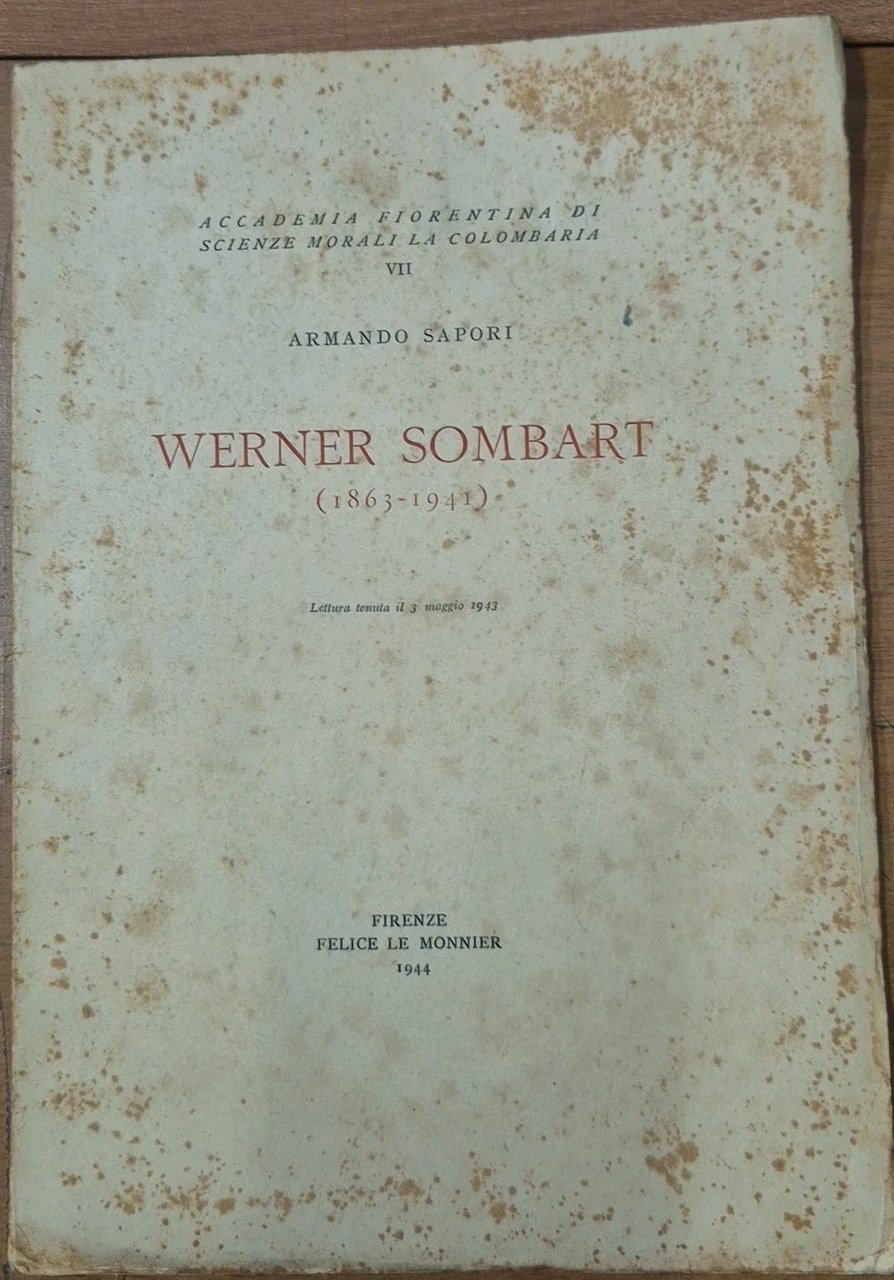 ACCADEMIA FIORENTINA DI
SCIENZE MORALI LA COLOMBARIA
VII
ARMANDO SAPORI
WERNER SOMBART
(1863-1941)
Lettura tenuta il 3 maggio 1943
FIRENZE
FELICE LE MONNIER
1944